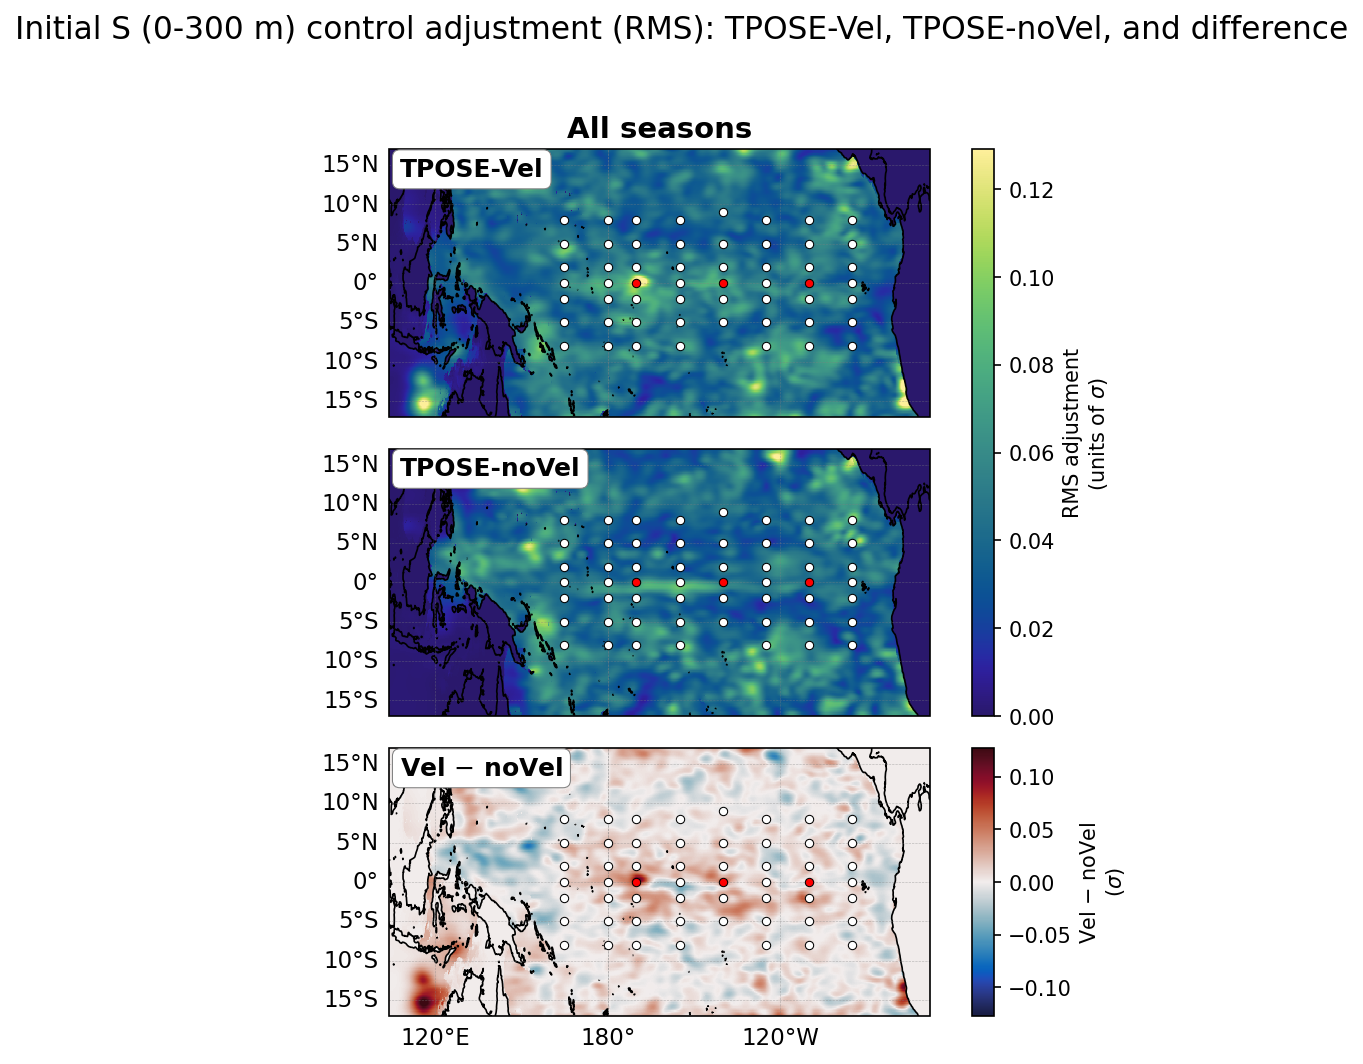 Initial S (0-300 m) control adjustment (RMS): TPOSE-Vel, TPOSE-noVel, and difference
All seasons
TPOSE-Vel
15°N
10°N
5°N
0°
5°S
10°S
15°S
TPOSE-noVel
15°N
10°N
5°N
0°
5°S
10°S
15°S
0.12
0.10
0.08
0.06
0.04
0.02
0.00
RMS adjustment
(units of σ)
Vel − noVel
15°N
10°N
5°N
0°
5°S
10°S
15°S
120°E
180°
120°W
0.10
0.05
0.00
−0.05
−0.10
Vel − noVel
(σ)